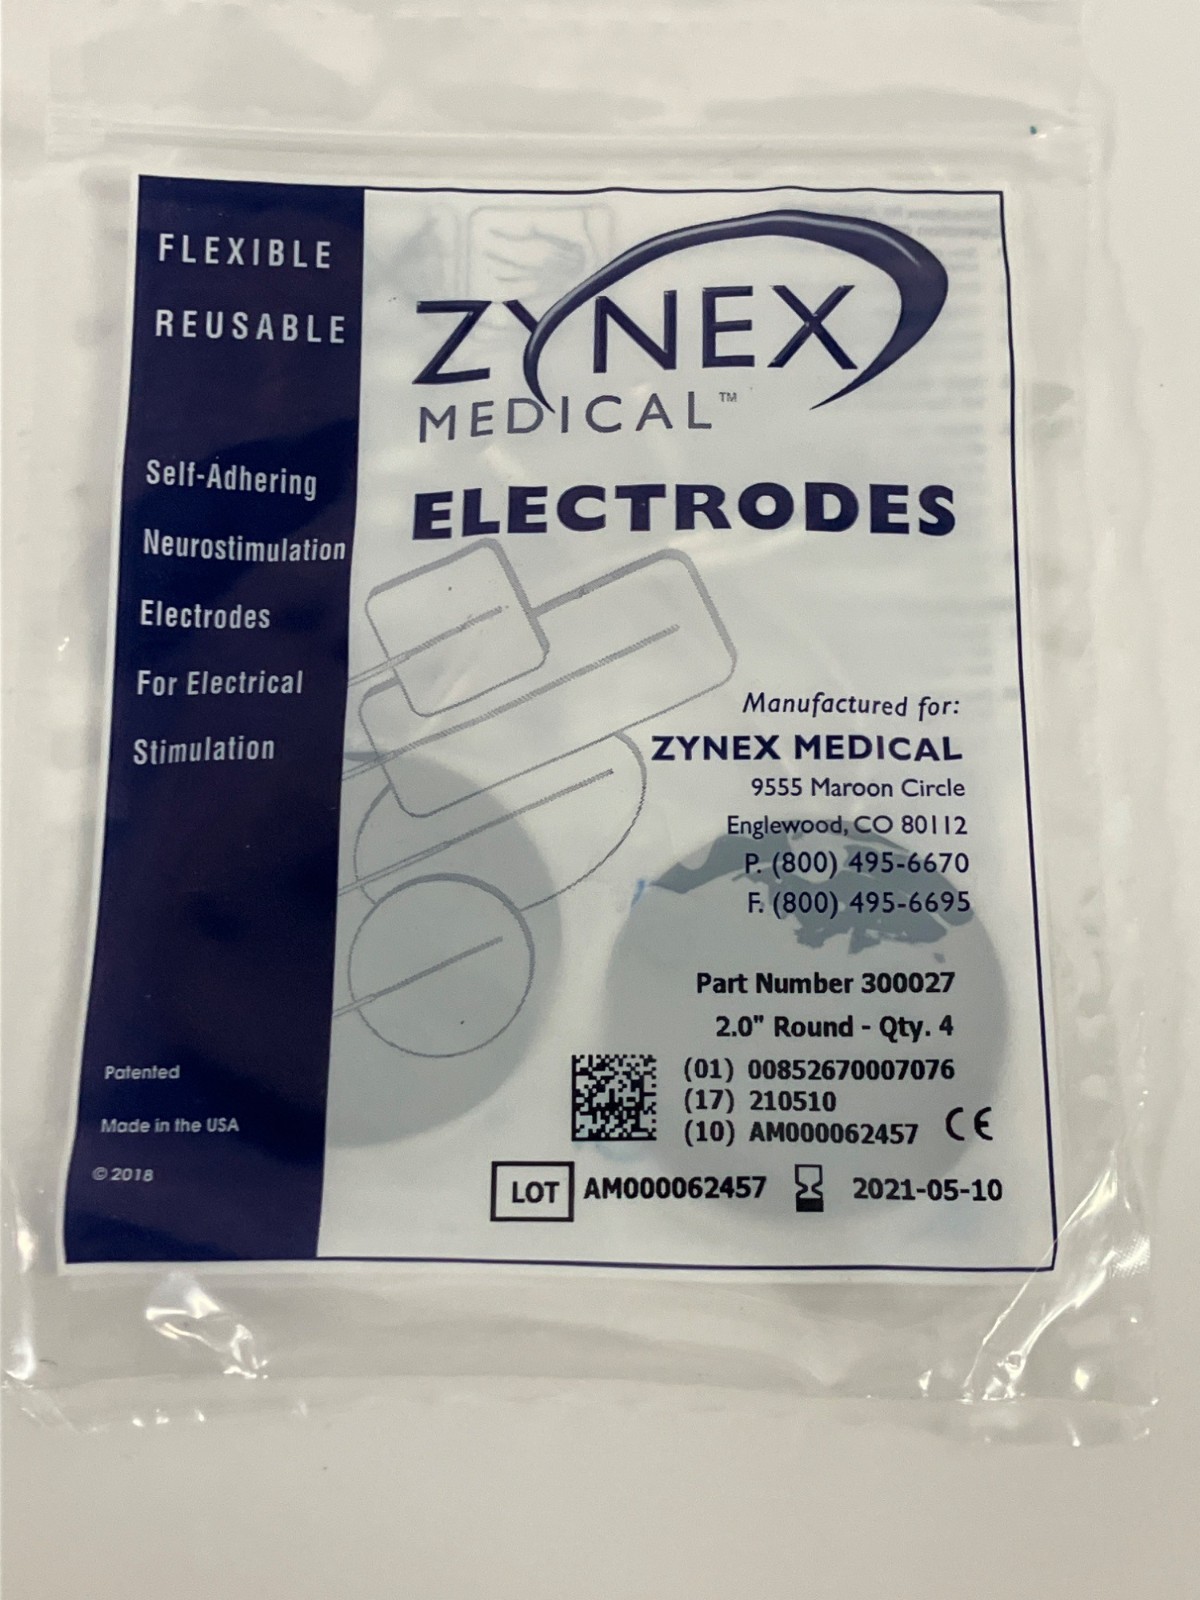 FLEXIBLE
REUSABLE
Self-Adhering
Neurostimulation
Electrodes
For Electrical
Stimulation
Patented
Made in the USA
© 2018
ZYNEX
MEDICAL™
ELECTRODES
Manufactured for:
ZYNEX MEDICAL
9555 Maroon Circle
Englewood, CO 80112
P. (800) 495-6670
F. (800) 495-6695
Part Number 300027
2.0" Round - Qty. 4
(01) 00852670007076
(17) 210510
(10) AM000062457
CE
LOT AM000062457 2021-05-10